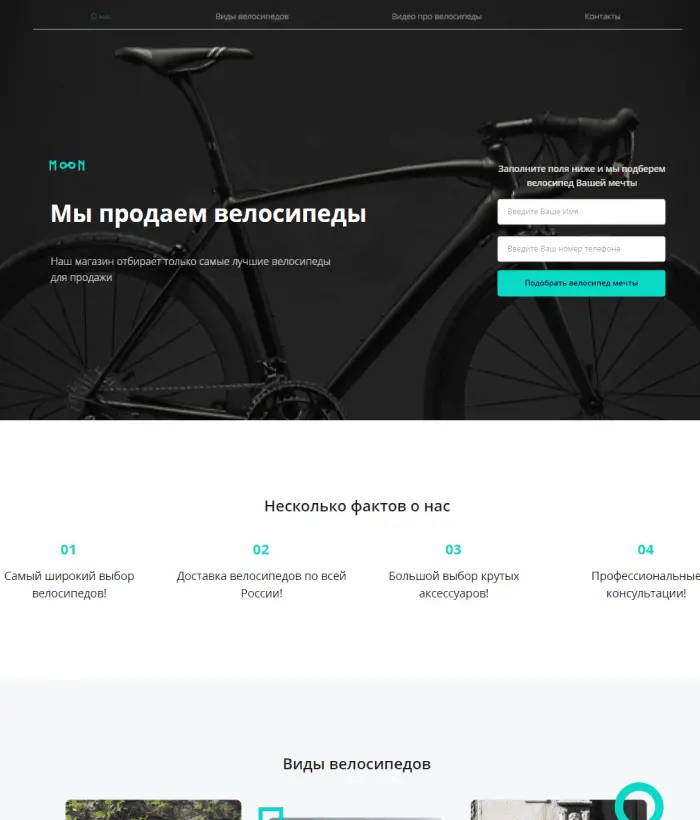 О нас
Виды велосипедов
Видео про велосипеды
Контакты
MOON
Мы продаем велосипеды
Наш магазин отбирает только самые лучшие велосипеды
для продажи
Заполните поля ниже и мы подберем
велосипед Вашей мечты
Введите Ваше Имя
Введите Ваш номер телефона
Подобрать велосипед мечты
Несколько фактов о нас
01
Самый широкий выбор
велосипедов!
02
Доставка велосипедов по всей
России!
03
Большой выбор крутых
аксессуаров!
04
Профессиональные
консультации!
Виды велосипедов